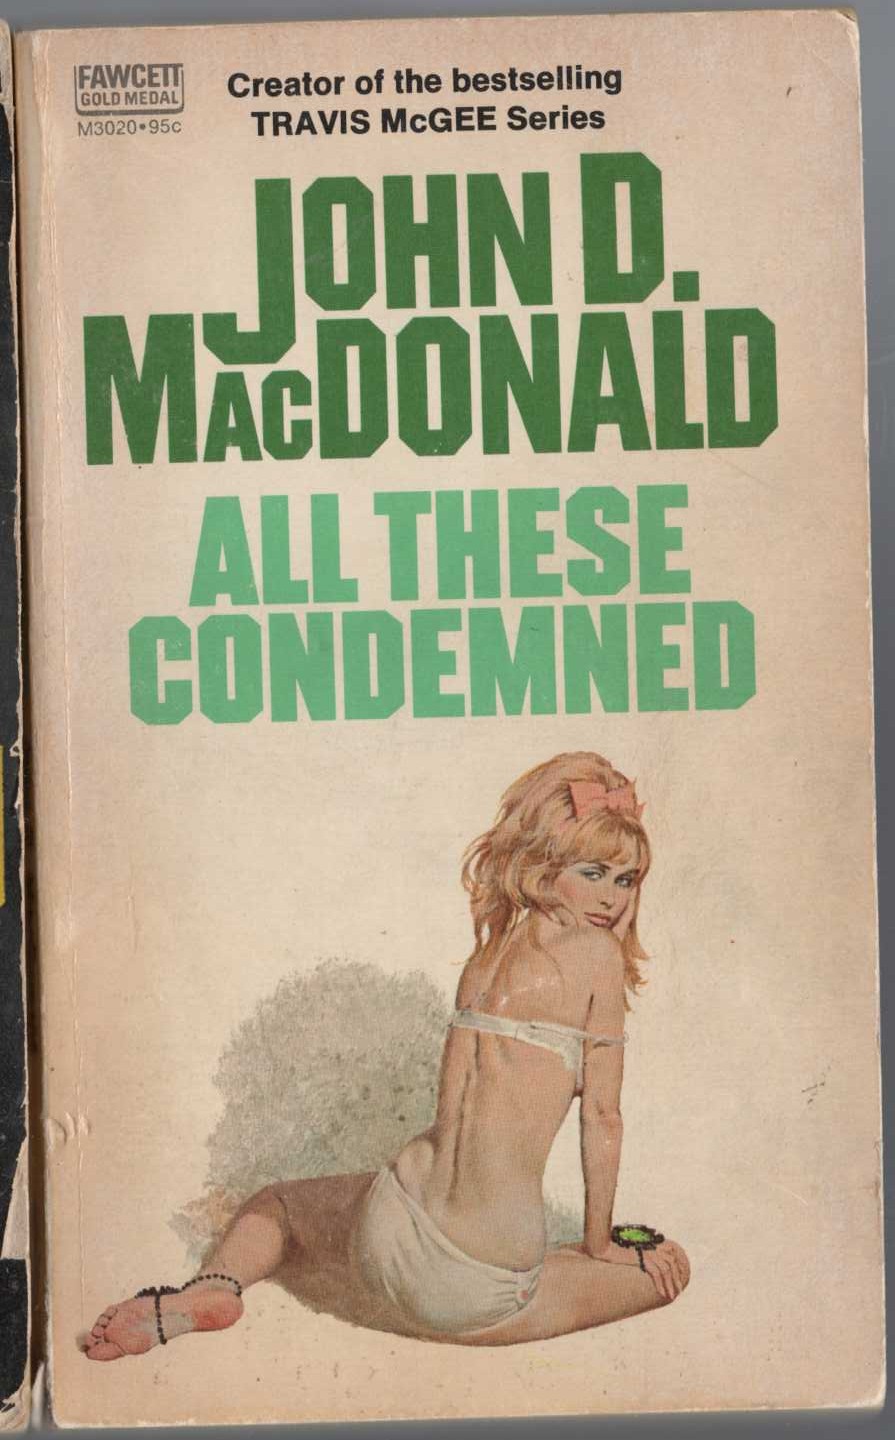 FAWCETT
GOLD MEDAL
M3020•95c
Creator of the bestselling
TRAVIS McGEE Series
JOHN D.
MacDONALD
ALL THESE
CONDEMNED